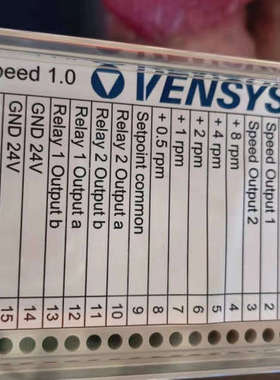 peed 1.0 VENSYS
GND 24V 15
GND 24V 14
Relay 1 Output b 13
Relay 1 Output a 12
Relay 2 Output b 11
Relay 2 Output a 10
Setpoint common 9
+ 0.5 rpm 8
+ 1 rpm 7
+ 2 rpm 6
+ 4 rpm 5
+ 8 rpm 4
Speed Output 2 3
Speed Output 1 2